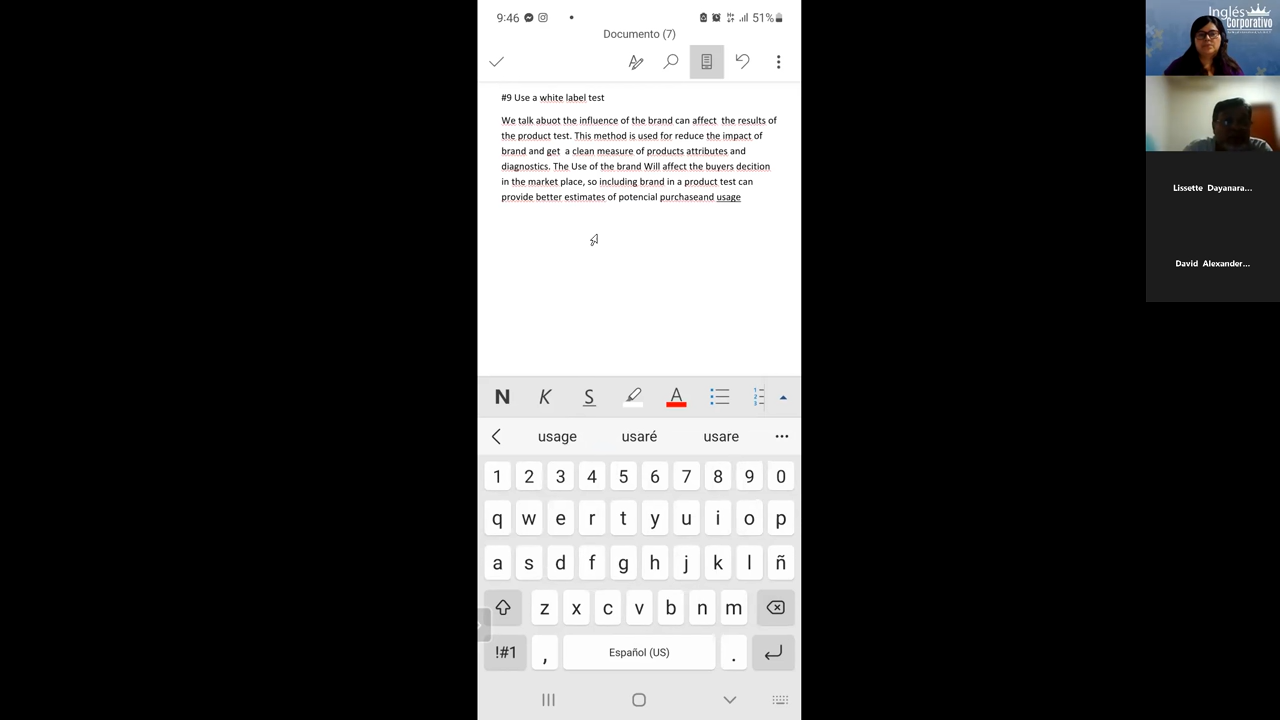 9:46
51%
Documento (7)
#9 Use a white label test
We talk abuot the influence of the brand can affect  the results of
the product test. This method is used for reduce the impact of
brand and get  a clean measure of products attributes and
diagnostics. The Use of the brand Will affect the buyers decition
in the market place, so including brand in a product test can
provide better estimates of potencial purchaseand usage
N K S A
usage usaré usare
1 2 3 4 5 6 7 8 9 0
q w e r t y u i o p
a s d f g h j k l ñ
z x c v b n m
!#1 , Español (US) .
Inglés
Corporativo
Lissette Dayanara...
David Alexander...